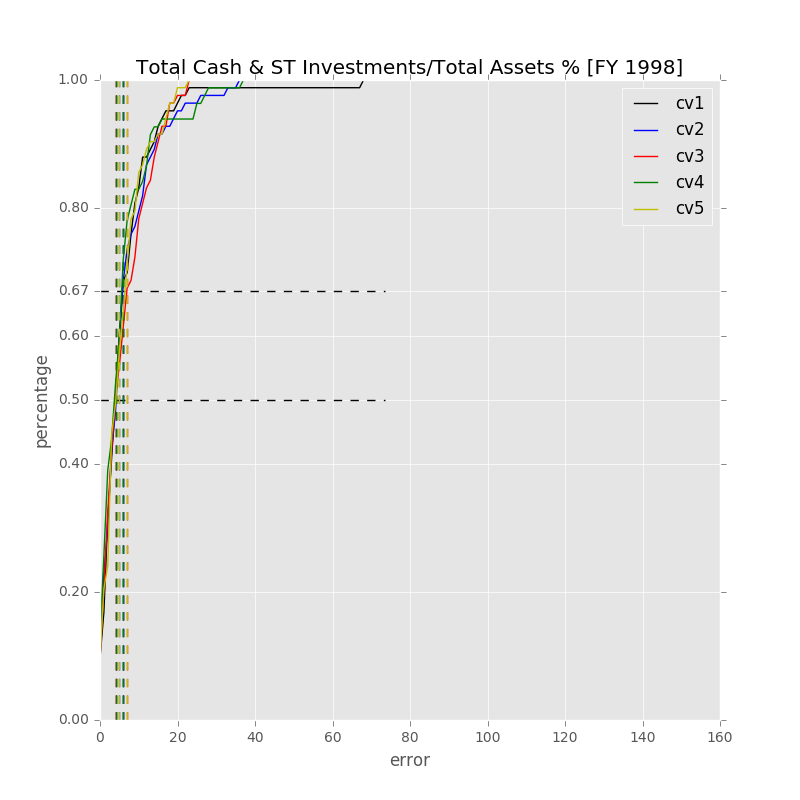 Total Cash & ST Investments/Total Assets % [FY 1998]
1.00
0.80
0.67
0.60
0.50
0.40
0.20
0.00
percentage
cv1
cv2
cv3
cv4
cv5
0 20 40 60 80 100 120 140 160
error